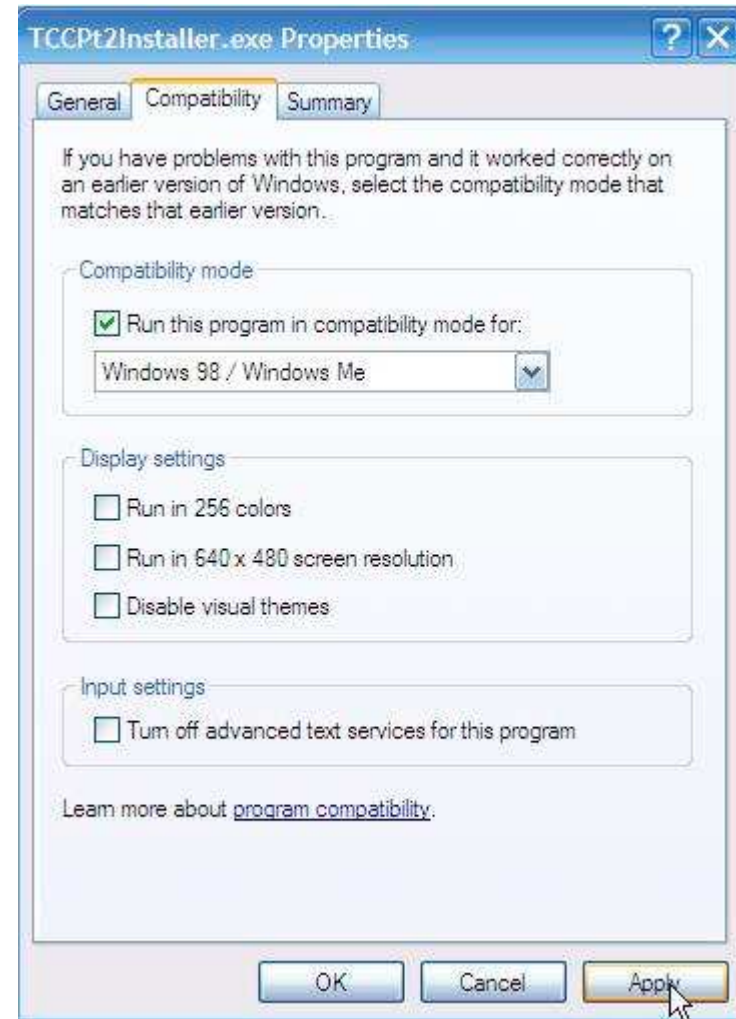 TCCPt2Installer.exe Properties
General Compatibility Summary
If you have problems with this program and it worked correctly on
an earlier version of Windows, select the compatibility mode that
matches that earlier version.
Compatibility mode
Run this program in compatibility mode for:
Windows 98 / Windows Me
Display settings
Run in 256 colors
Run in 640 x 480 screen resolution
Disable visual themes
Input settings
Turn off advanced text services for this program
Learn more about program compatibility.
OK Cancel Apply